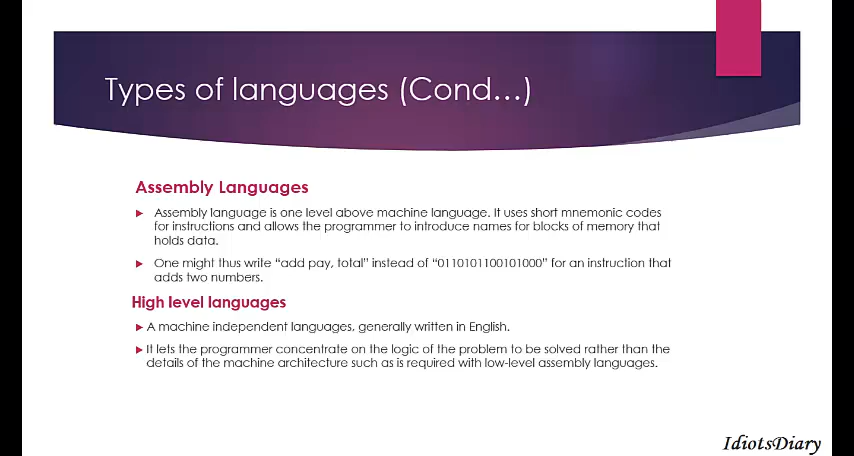 Types of languages (Cond…)
Assembly Languages
Assembly language is one level above machine language. It uses short mnemonic codes
for instructions and allows the programmer to introduce names for blocks of memory that
holds data.
One might thus write “add pay, total” instead of “0110101100101000” for an instruction that
adds two numbers.
High level languages
A machine independent languages, generally written in English.
It lets the programmer concentrate on the logic of the problem to be solved rather than the
details of the machine architecture such as is required with low-level assembly languages.
IdiotsDiary